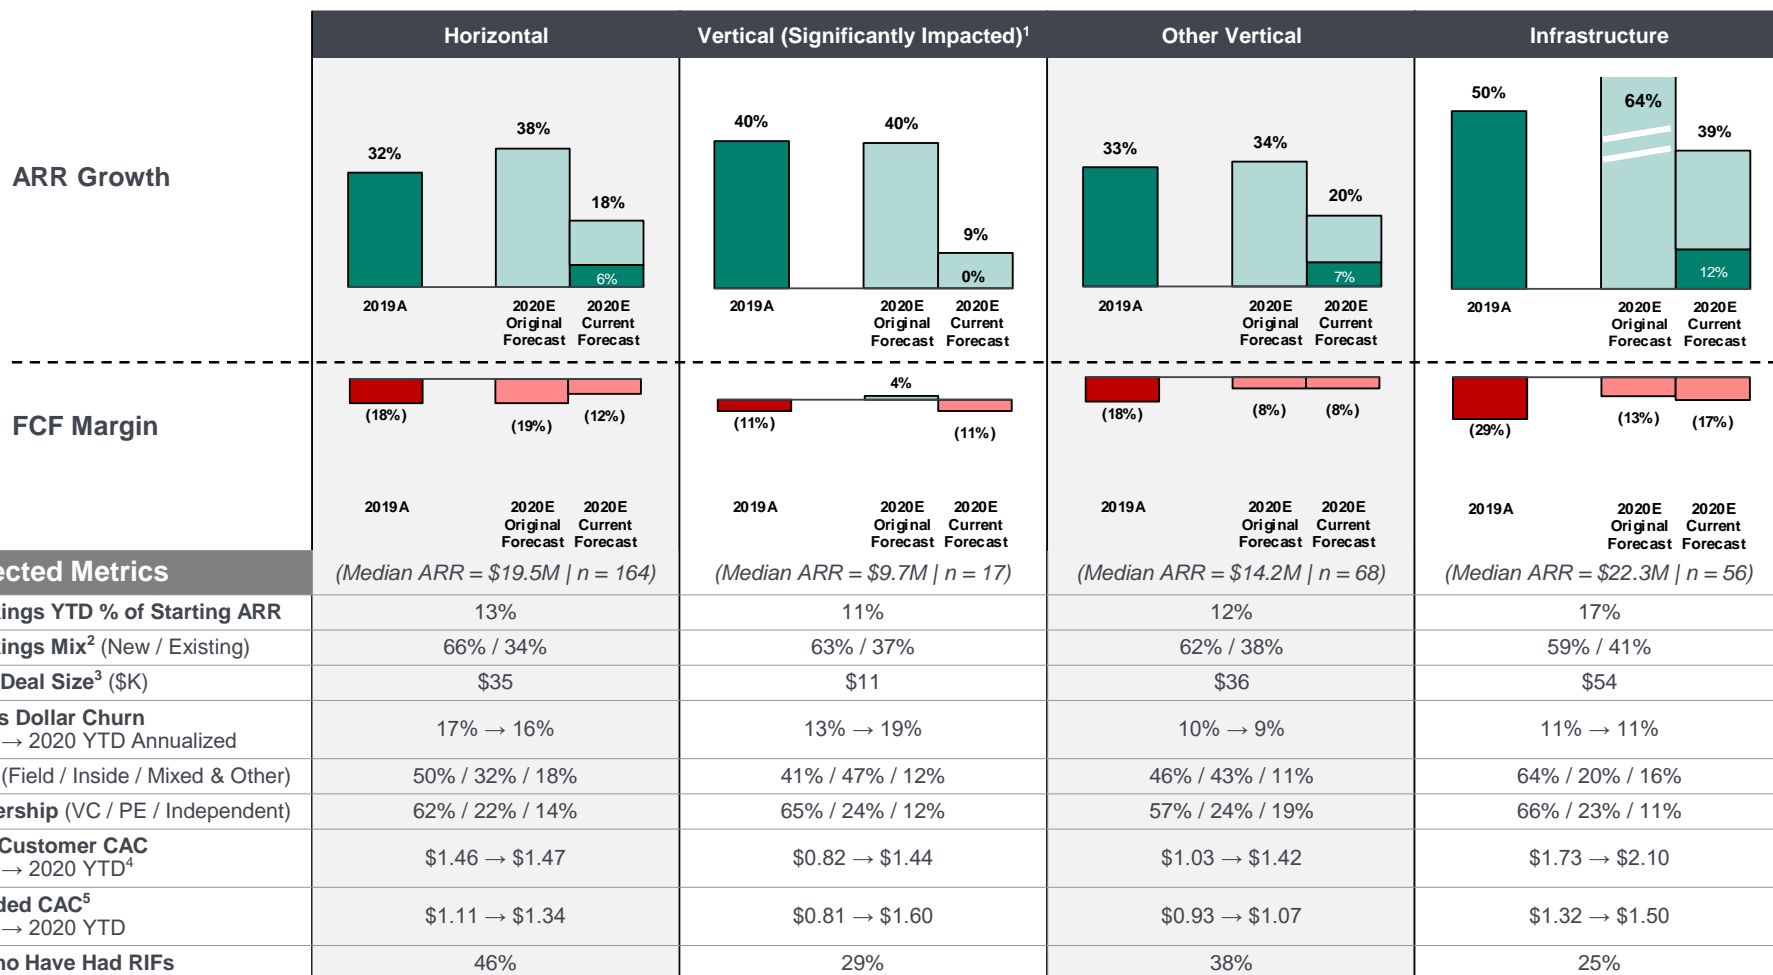 Horizontal
Vertical (Significantly Impacted)1
Other Vertical
Infrastructure
ARR Growth
32%
38%
18%
6%
2019A
2020E Original Forecast
2020E Current Forecast
40%
40%
9%
0%
2019A
2020E Original Forecast
2020E Current Forecast
33%
34%
20%
7%
2019A
2020E Original Forecast
2020E Current Forecast
50%
64%
39%
12%
2019A
2020E Original Forecast
2020E Current Forecast
FCF Margin
(18%)
(19%)
(12%)
2019A
2020E Original Forecast
2020E Current Forecast
(11%)
4%
(11%)
2019A
2020E Original Forecast
2020E Current Forecast
(18%)
(8%)
(8%)
2019A
2020E Original Forecast
2020E Current Forecast
(29%)
(13%)
(17%)
2019A
2020E Original Forecast
2020E Current Forecast
Metrics (Median ARR = $19.5M | n = 164) (Median ARR = $9.7M | n = 17) (Median ARR = $14.2M | n = 68) (Median ARR = $22.3M | n = 56)
YTD % of Starting ARR 13% 11% 12% 17%
Mix2 (New / Existing) 66% / 34% 63% / 37% 62% / 38% 59% / 41%
Deal Size3 ($K) $35 $11 $36 $54
Dollar Churn
→ 2020 YTD Annualized 17% → 16% 13% → 19% 10% → 9% 11% → 11%
(Field / Inside / Mixed & Other) 50% / 32% / 18% 41% / 47% / 12% 46% / 43% / 11% 64% / 20% / 16%
(VC / PE / Independent) 62% / 22% / 14% 65% / 24% / 12% 57% / 24% / 19% 66% / 23% / 11%
Customer CAC
→ 2020 YTD4 $1.46 → $1.47 $0.82 → $1.44 $1.03 → $1.42 $1.73 → $2.10
CAC5
→ 2020 YTD $1.11 → $1.34 $0.81 → $1.60 $0.93 → $1.07 $1.32 → $1.50
Have Had RIFs 46% 29% 38% 25%